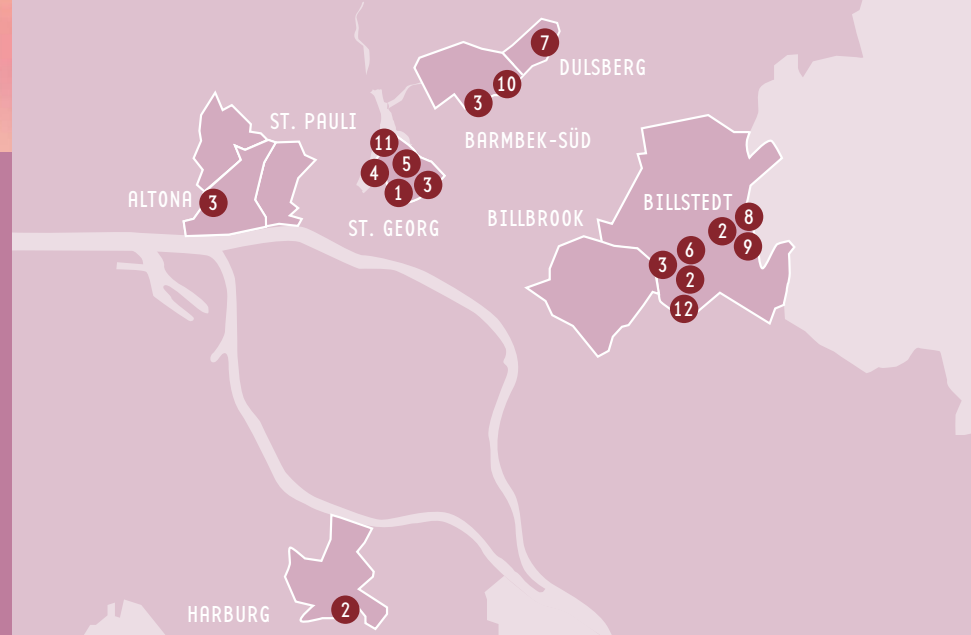 7
DULSBERG
10
3
ST. PAULI
BARMBEK-SÜD
11
5
4
3
1
ALTONA
3
ST. GEORG
BILLBROOK
BILLSTEDT
8
2
9
6
3
2
12
HARBURG
2